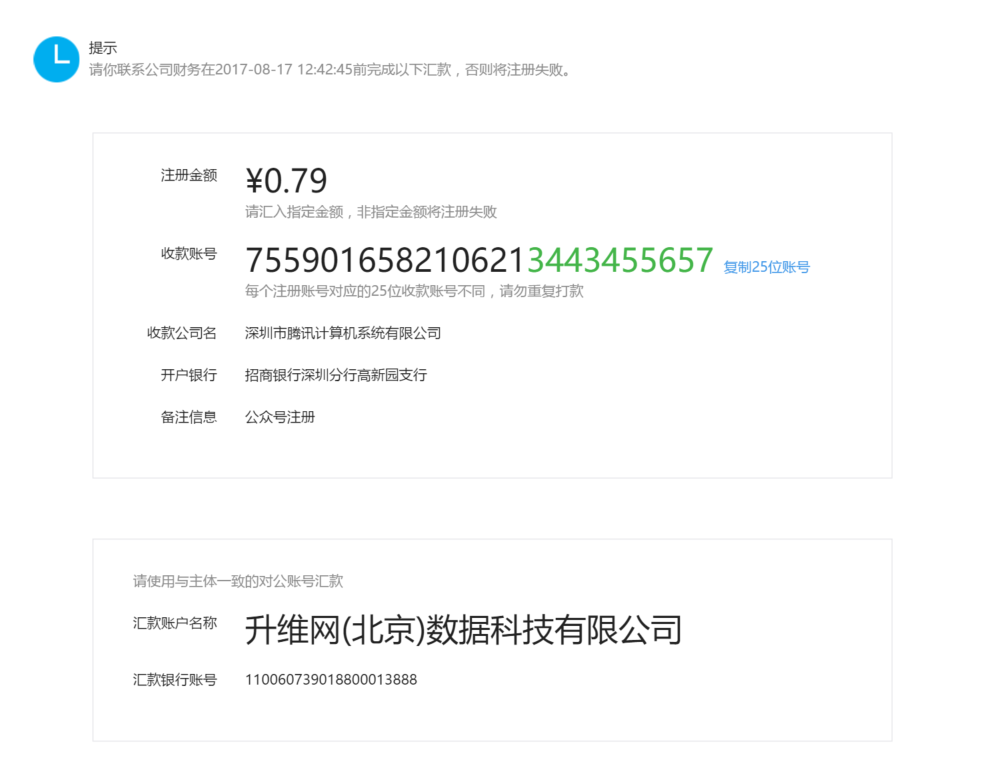 提示
请你联系公司财务在2017-08-17 12:42:45前完成以下汇款，否则将注册失败。
注册金额 ¥0.79
请汇入指定金额，非指定金额将注册失败
收款账号 7559016582106213443455657 复制25位账号
每个注册账号对应的25位收款账号不同，请勿重复打款
收款公司名 深圳市腾讯计算机系统有限公司
开户银行 招商银行深圳分行高新园支行
备注信息 公众号注册
请使用与主体一致的对公账号汇款
汇款账户名称 升维网(北京)数据科技有限公司
汇款银行账号 110060739018800013888